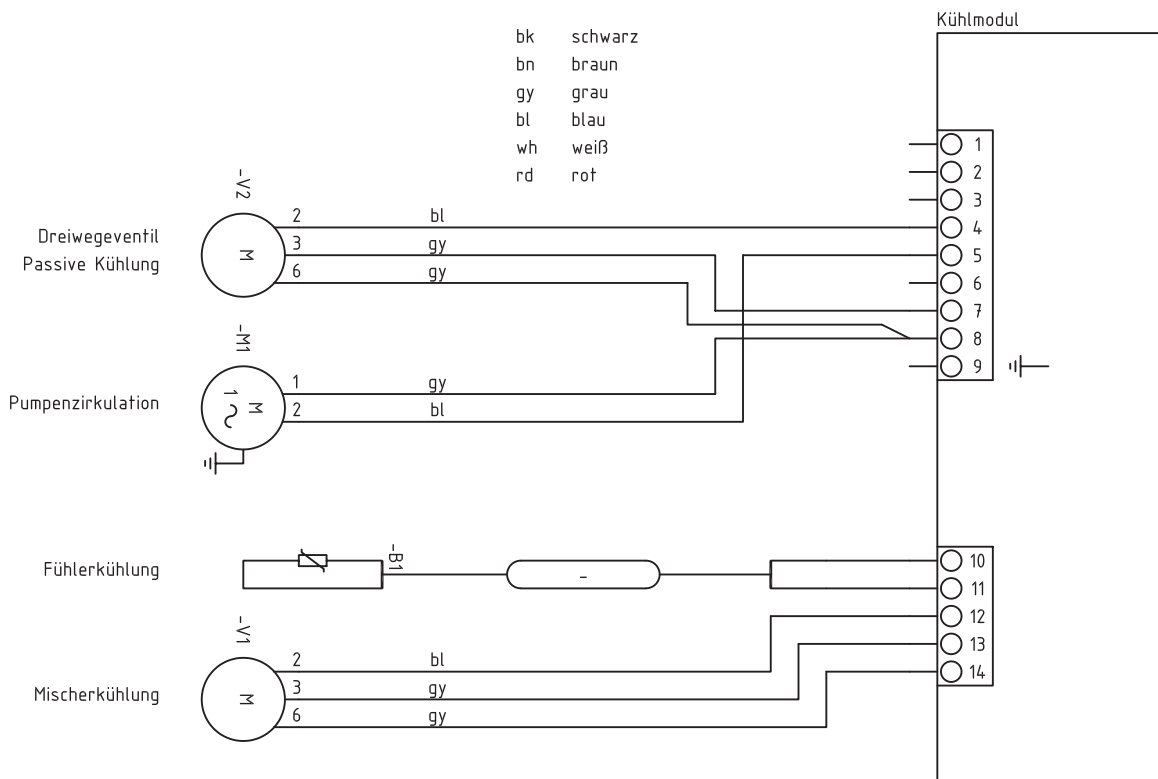 Kühlmodul
bk schwarz
bn braun
gy grau
bl blau
wh weiß
rd rot
1
2
3
4
5
6
7
8
9
-V2
Dreiwegeventil
Passive Kühlung
M
2 bl
3 gy
6 gy
-M1
Pumpenzirkulation
M
1
1 gy
2 bl
Fühlerkühlung
-B1
-
10
11
12
13
14
-V1
Mischerkühlung
M
2 bl
3 gy
6 gy